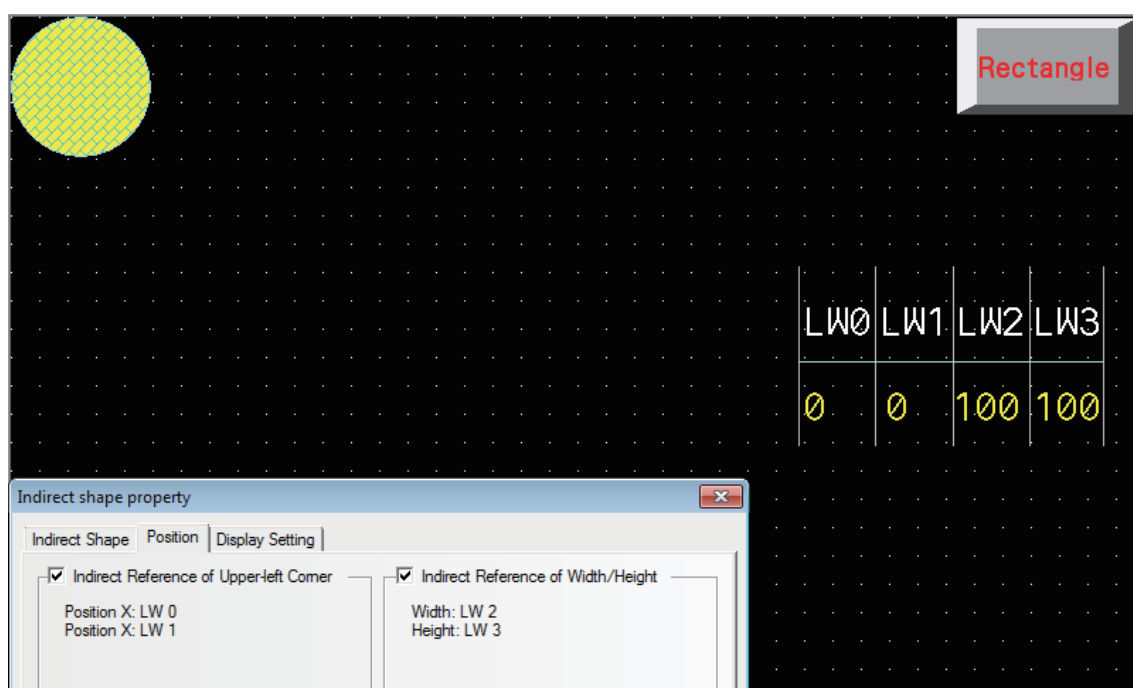 Rectangle
LW0 LW1 LW2 LW3
0 0 100 100
Indirect shape property
Indirect Shape Position Display Setting
Indirect Reference of Upper-left Corner Indirect Reference of Width/Height
Position X: LW 0 Width: LW 2
Position X: LW 1 Height: LW 3